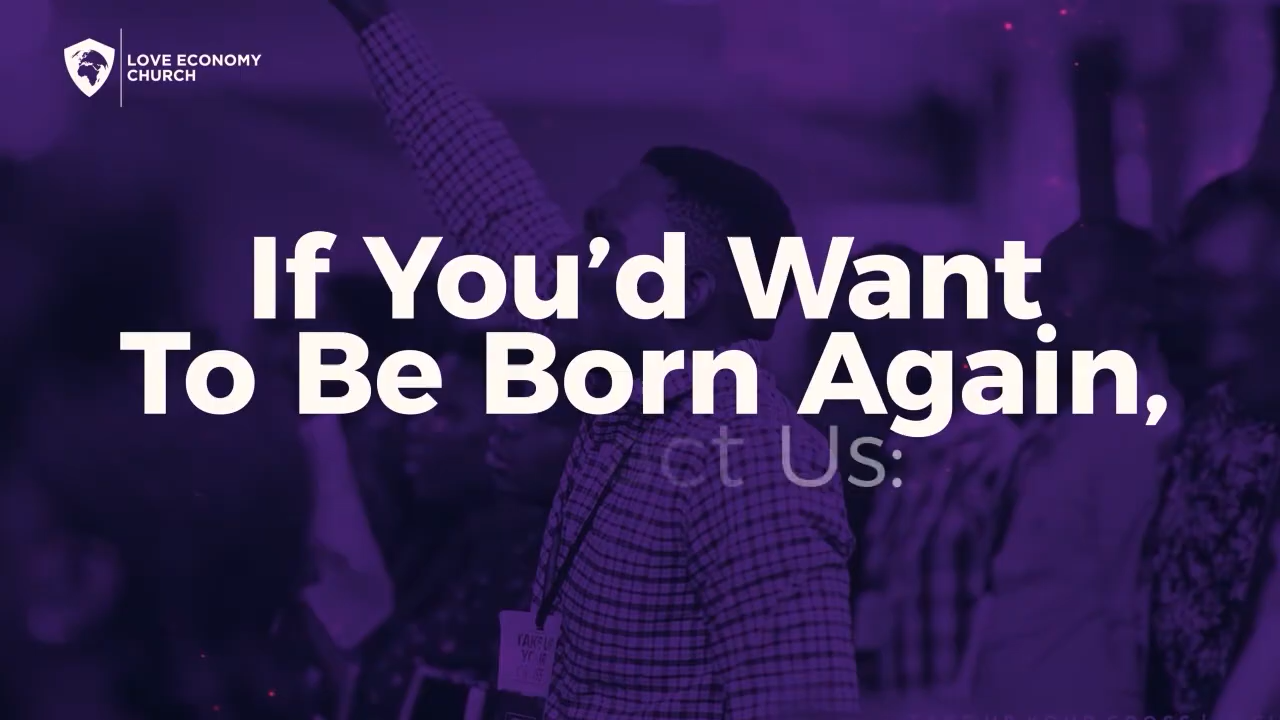 LOVE ECONOMY
CHURCH
If You’d Want
To Be Born Again,
ct Us: